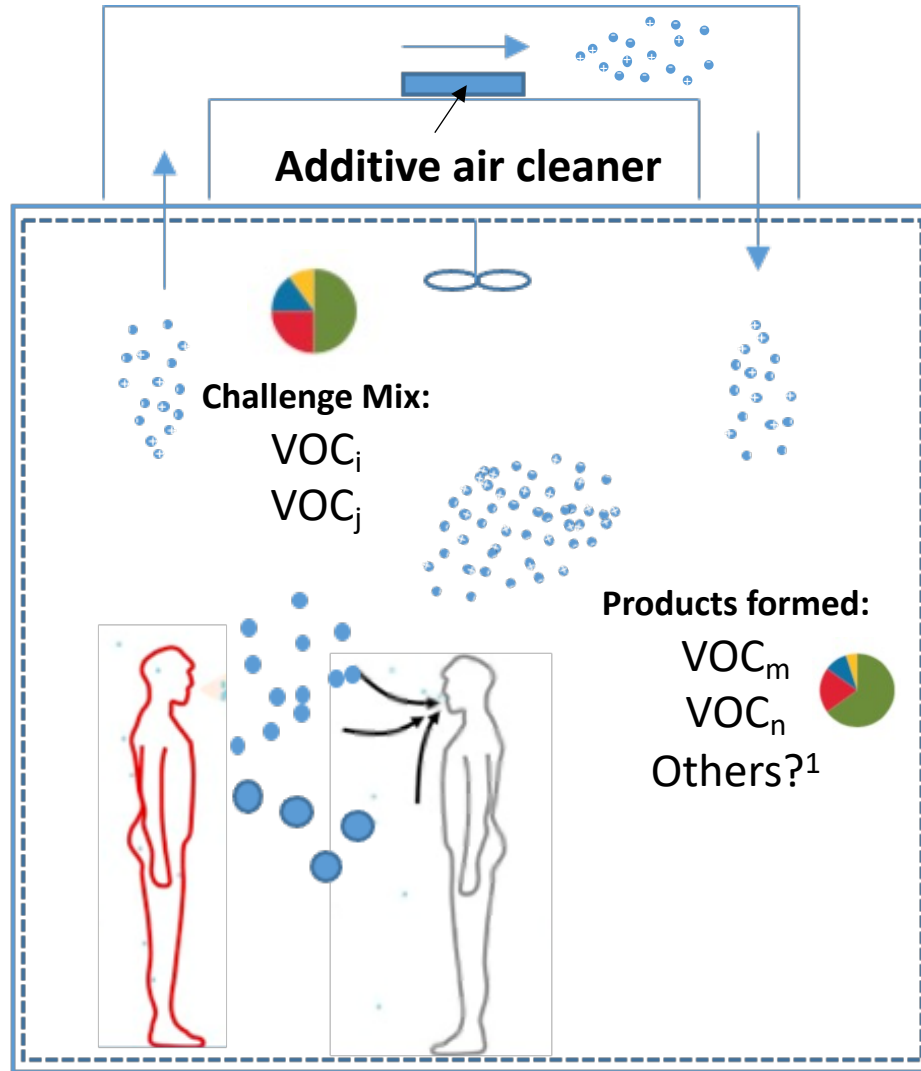 Additive air cleaner
Challenge Mix:
VOCᵢ
VOCⱼ
Products formed:
VOCₘ
VOCₙ
Others?¹